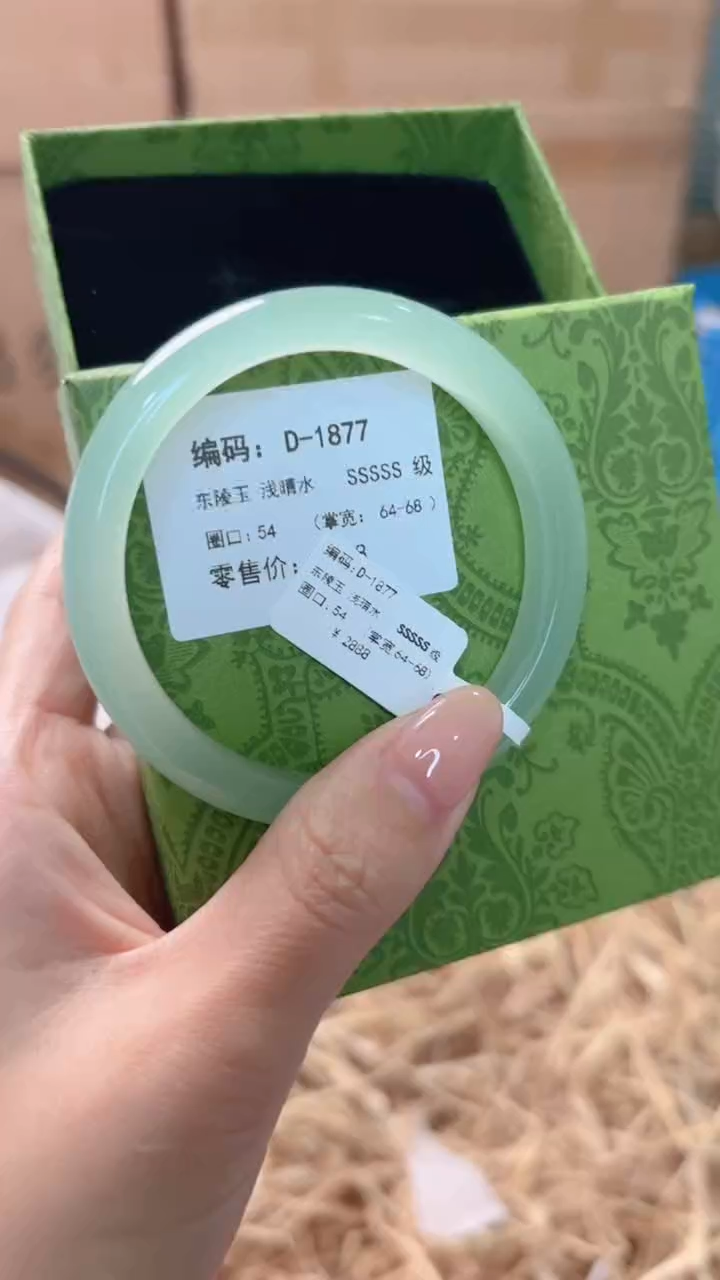 编码：D-1877
东陵玉 浅晴水 SSSSS 级
圈口：54 （掌宽： 64-68 ）
零售价：
编码：D-1877
东陵玉 浅晴水 SSSSS 级
圈口：54 （掌宽 64-68）
￥2888